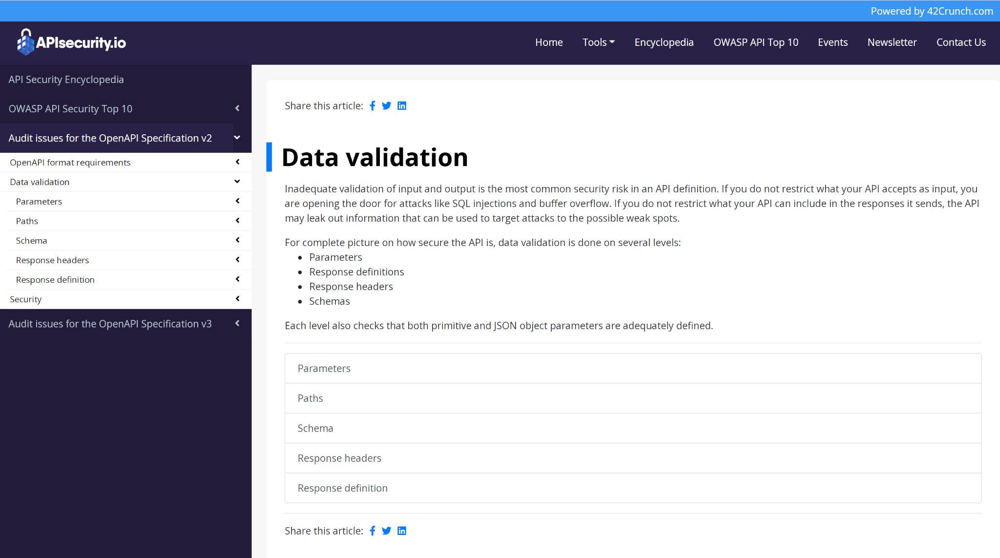 Powered by 42Crunch.com
APIsecurity.io
Home Tools Encyclopedia OWASP API Top 10 Events Newsletter Contact Us
API Security Encyclopedia
OWASP API Security Top 10
Audit issues for the OpenAPI Specification v2
OpenAPI format requirements
Data validation
Parameters
Paths
Schema
Response headers
Response definition
Security
Audit issues for the OpenAPI Specification v3
Share this article:
Data validation
Inadequate validation of input and output is the most common security risk in an API definition. If you do not restrict what your API accepts as input, you
are opening the door for attacks like SQL injections and buffer overflow. If you do not restrict what your API can include in the responses it sends, the API
may leak out information that can be used to target attacks to the possible weak spots.
For complete picture on how secure the API is, data validation is done on several levels:
• Parameters
• Response definitions
• Response headers
• Schemas
Each level also checks that both primitive and JSON object parameters are adequately defined.
Parameters
Paths
Schema
Response headers
Response definition
Share this article: